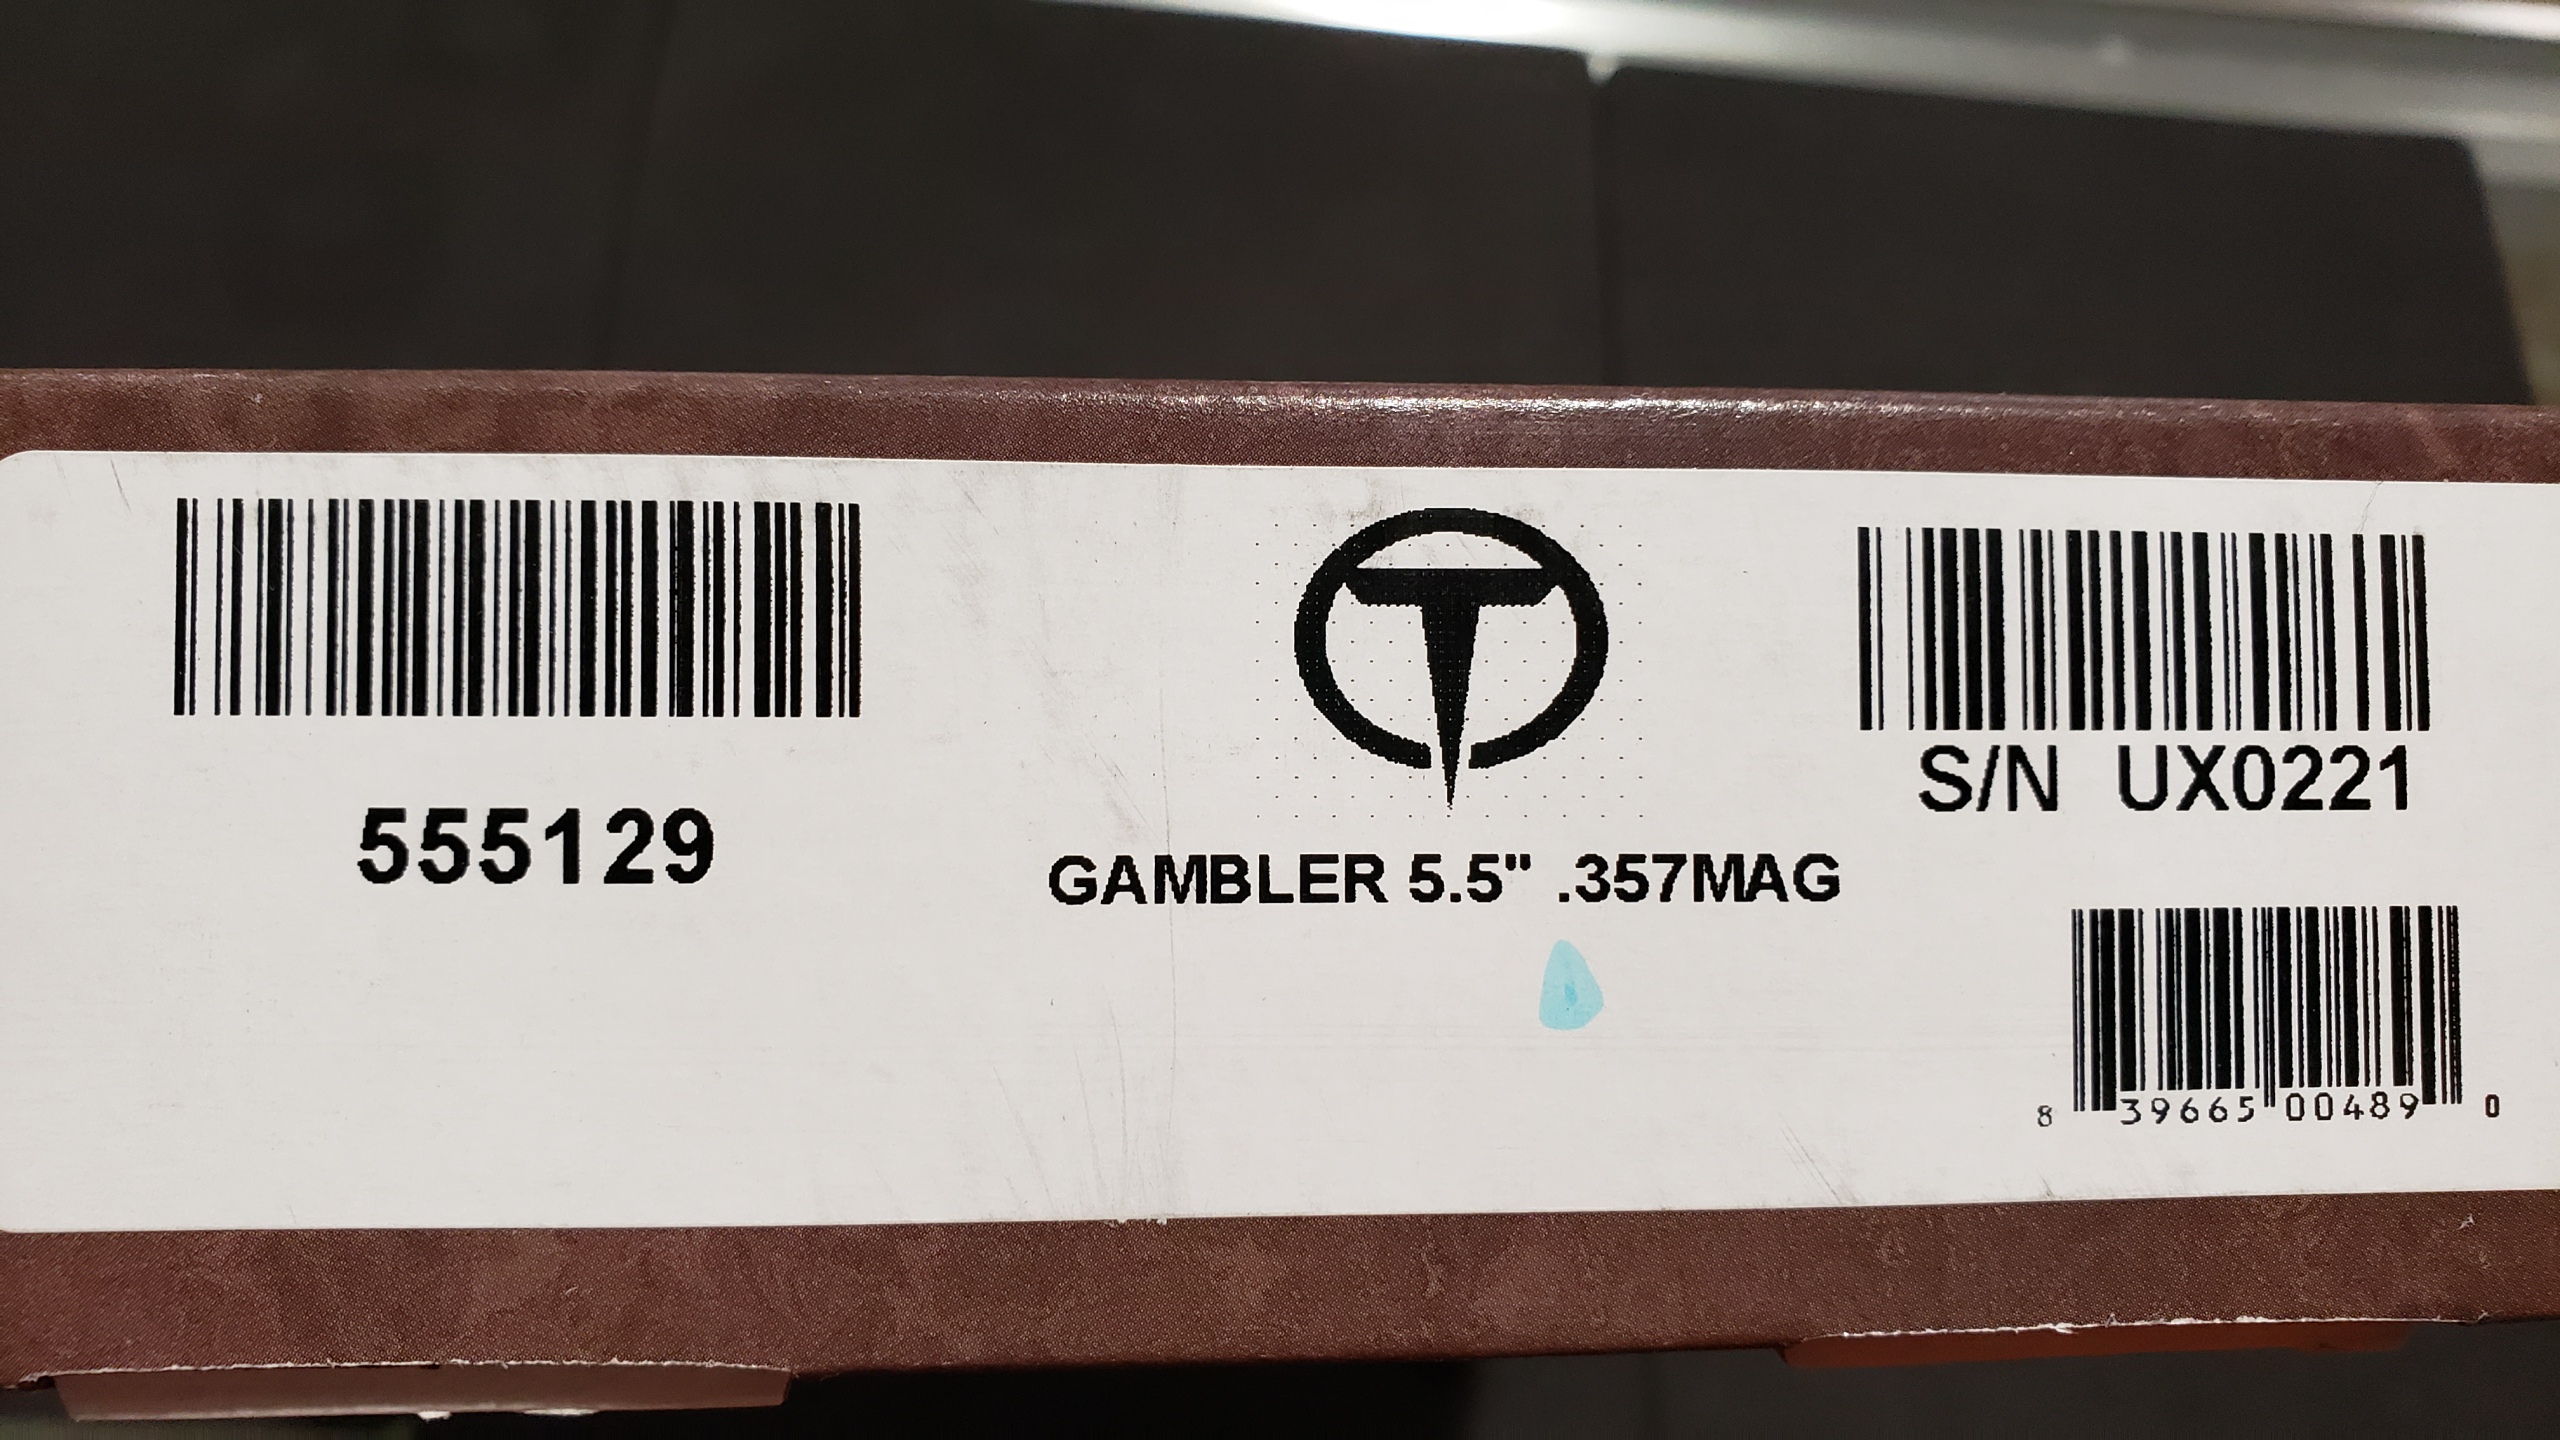 555129
GAMBLER 5.5" .357MAG
S/N UX0221
8 39665 00489 0